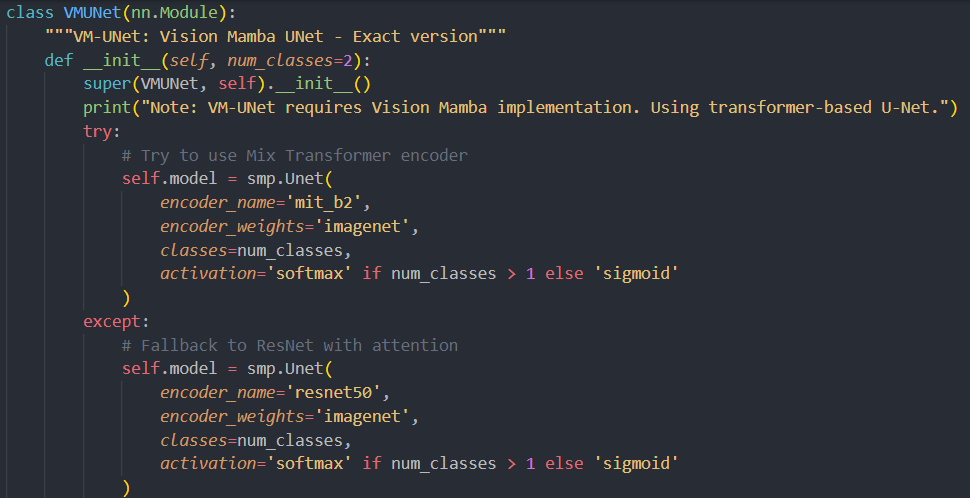 class VMUNet(nn.Module):
    """VM-UNet: Vision Mamba UNet - Exact version"""
    def __init__(self, num_classes=2):
        super(VMUNet, self).__init__()
        print("Note: VM-UNet requires Vision Mamba implementation. Using transformer-based U-Net.")
        try:
            # Try to use Mix Transformer encoder
            self.model = smp.Unet(
                encoder_name='mit_b2',
                encoder_weights='imagenet',
                classes=num_classes,
                activation='softmax' if num_classes > 1 else 'sigmoid'
            )
        except:
            # Fallback to ResNet with attention
            self.model = smp.Unet(
                encoder_name='resnet50',
                encoder_weights='imagenet',
                classes=num_classes,
                activation='softmax' if num_classes > 1 else 'sigmoid'
            )